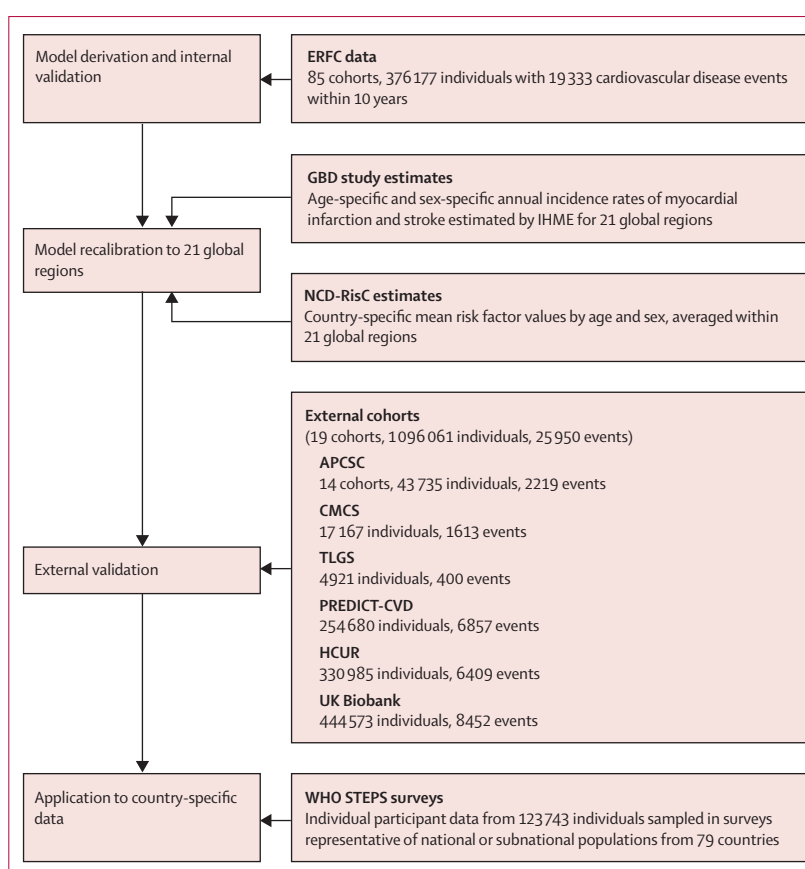 Model derivation and internal
validation
ERFC data
85 cohorts, 376 177 individuals with 19 333 cardiovascular disease events
within 10 years
GBD study estimates
Age-specific and sex-specific annual incidence rates of myocardial
infarction and stroke estimated by IHME for 21 global regions
Model recalibration to 21 global
regions
NCD-RisC estimates
Country-specific mean risk factor values by age and sex, averaged within
21 global regions
External cohorts
(19 cohorts, 1 096 061 individuals, 25 950 events)
APCSC
14 cohorts, 43 735 individuals, 2219 events
CMCS
17 167 individuals, 1613 events
TLGS
4921 individuals, 400 events
PREDICT-CVD
254 680 individuals, 6857 events
HCUR
330 985 individuals, 6409 events
UK Biobank
444 573 individuals, 8452 events
External validation
Application to country-specific
data
WHO STEPS surveys
Individual participant data from 123 743 individuals sampled in surveys
representative of national or subnational populations from 79 countries